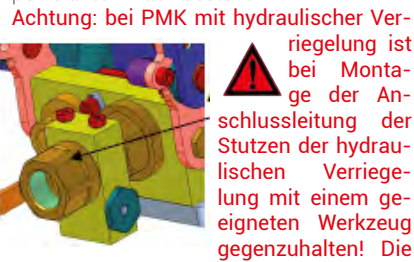 Achtung: bei PMK mit hydraulischer Ver-
riegelung ist
bei Monta-
ge der An-
schlussleitung der
Stutzen der hydrau-
lischen Verriege-
lung mit einem ge-
eigneten Werkzeug
gegenzuhalten! Die